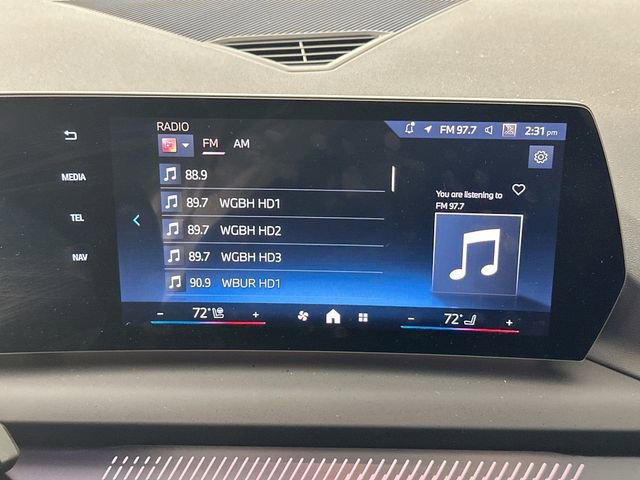 RADIO
FM 97.7 2:31 pm
FM AM
MEDIA
TEL
NAV
88.9
89.7 WGBH HD1
89.7 WGBH HD2
89.7 WGBH HD3
90.9 WBUR HD1
You are listening to
FM 97.7
− 72° +
− 72° +